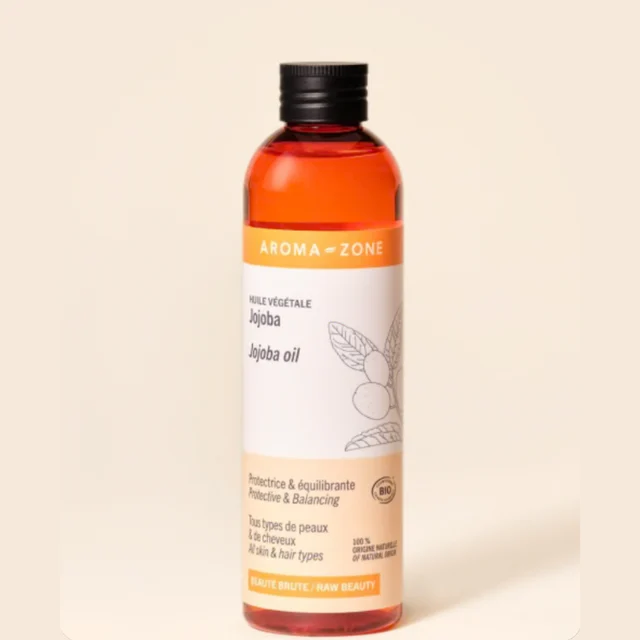 AROMA-ZONE
HUILE VÉGÉTALE
Jojoba
Jojoba oil
Protectrice & équilibrante
Protective & Balancing
BIO
Tous types de peaux
& de cheveux
All skin & hair types
100 %
ORIGINE NATURELLE
OF NATURAL ORIGIN
BEAUTÉ BRUTE / RAW BEAUTY